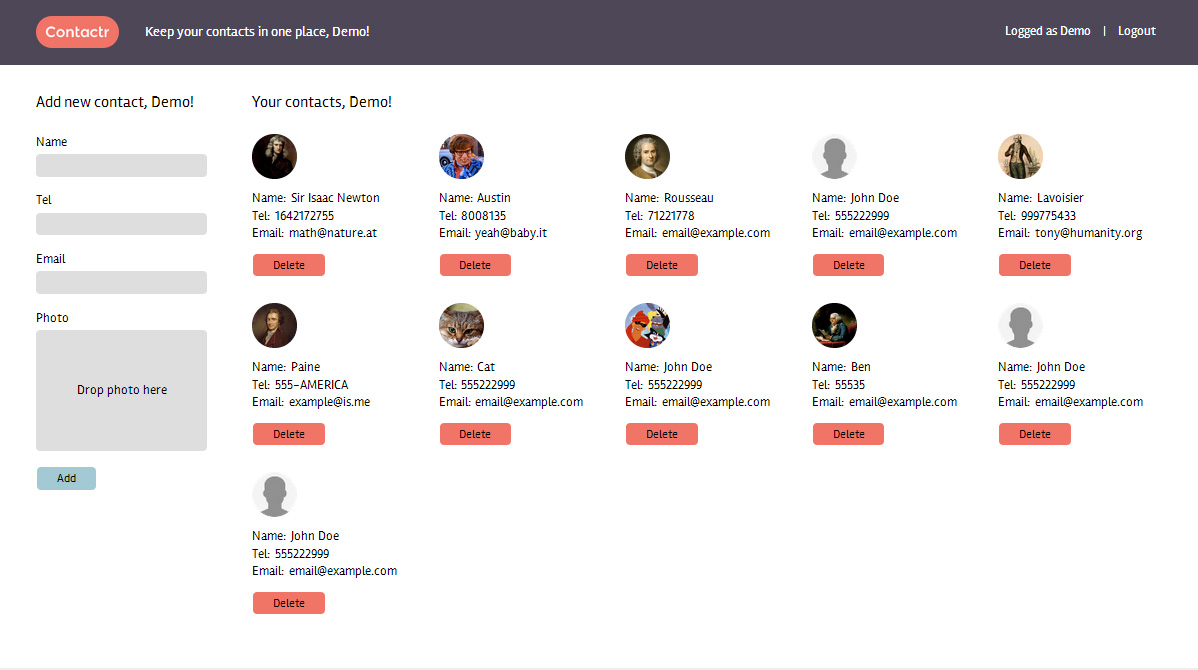 Contactr
Keep your contacts in one place, Demo!
Logged as Demo | Logout
Add new contact, Demo!
Name
Tel
Email
Photo
Drop photo here
Add
Your contacts, Demo!
Name: Sir Isaac Newton
Tel: 1642172755
Email: math@nature.at
Delete
Name: Austin
Tel: 8008135
Email: yeah@baby.it
Delete
Name: Rousseau
Tel: 71221778
Email: email@example.com
Delete
Name: John Doe
Tel: 555222999
Email: email@example.com
Delete
Name: Lavoisier
Tel: 999775433
Email: tony@humanity.org
Delete
Name: Paine
Tel: 555-AMERICA
Email: example@is.me
Delete
Name: Cat
Tel: 555222999
Email: email@example.com
Delete
Name: John Doe
Tel: 555222999
Email: email@example.com
Delete
Name: Ben
Tel: 55535
Email: email@example.com
Delete
Name: John Doe
Tel: 555222999
Email: email@example.com
Delete
Name: John Doe
Tel: 555222999
Email: email@example.com
Delete